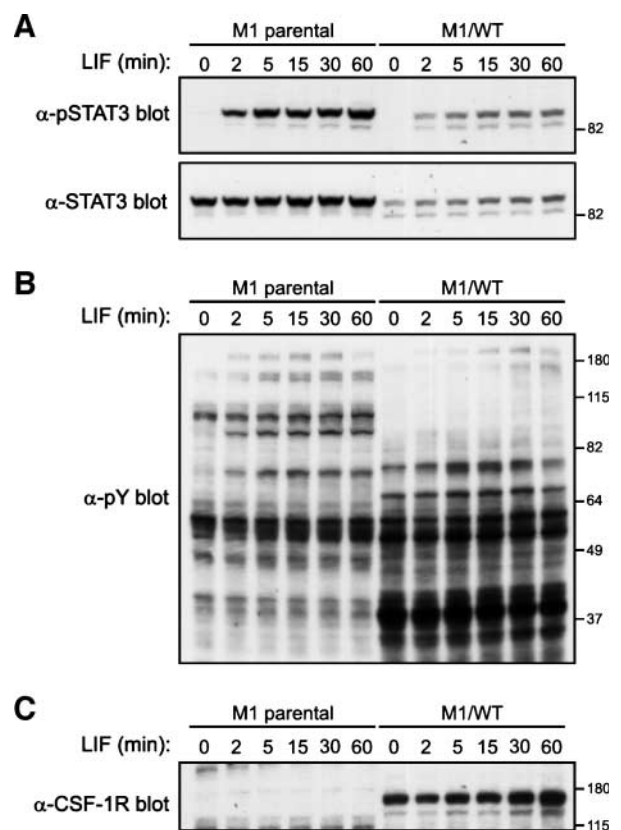 A
M1 parental M1/WT
LIF (min): 0 2 5 15 30 60 0 2 5 15 30 60
α-pSTAT3 blot
82
α-STAT3 blot
82
B
M1 parental M1/WT
LIF (min): 0 2 5 15 30 60 0 2 5 15 30 60
180
115
82
α-pY blot
64
49
37
C
M1 parental M1/WT
LIF (min): 0 2 5 15 30 60 0 2 5 15 30 60
180
α-CSF-1R blot
115